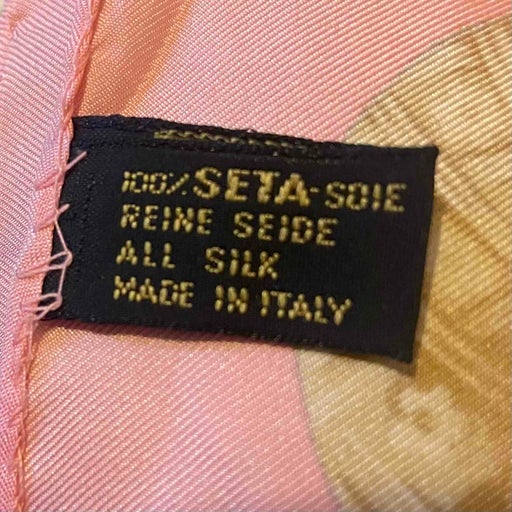 100% SETA-SOIE
REINE SEIDE
ALL SILK
MADE IN ITALY